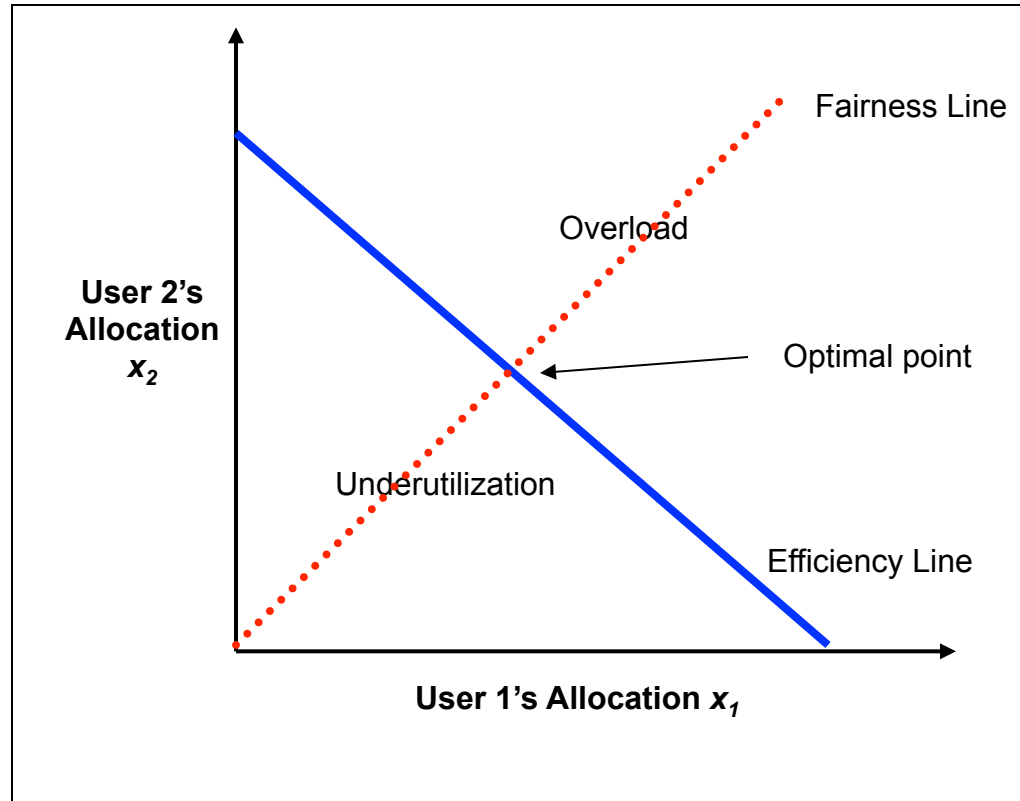 Fairness Line
Overload
User 2’s
Allocation
x₂
Optimal point
Underutilization
Efficiency Line
User 1’s Allocation x₁